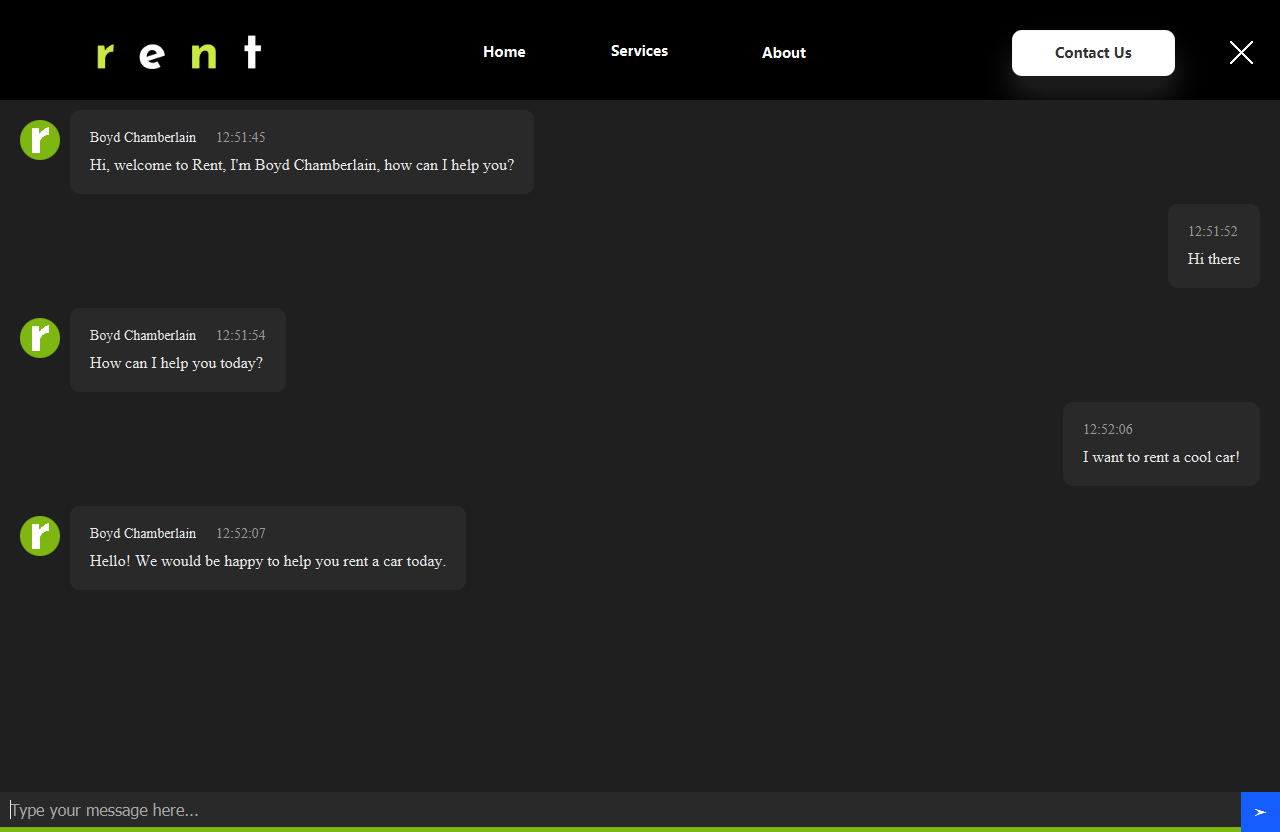 rent Home Services About Contact Us
r
Boyd Chamberlain 12:51:45
Hi, welcome to Rent, I'm Boyd Chamberlain, how can I help you?
12:51:52
Hi there
r
Boyd Chamberlain 12:51:54
How can I help you today?
12:52:06
I want to rent a cool car!
r
Boyd Chamberlain 12:52:07
Hello! We would be happy to help you rent a car today.
Type your message here...